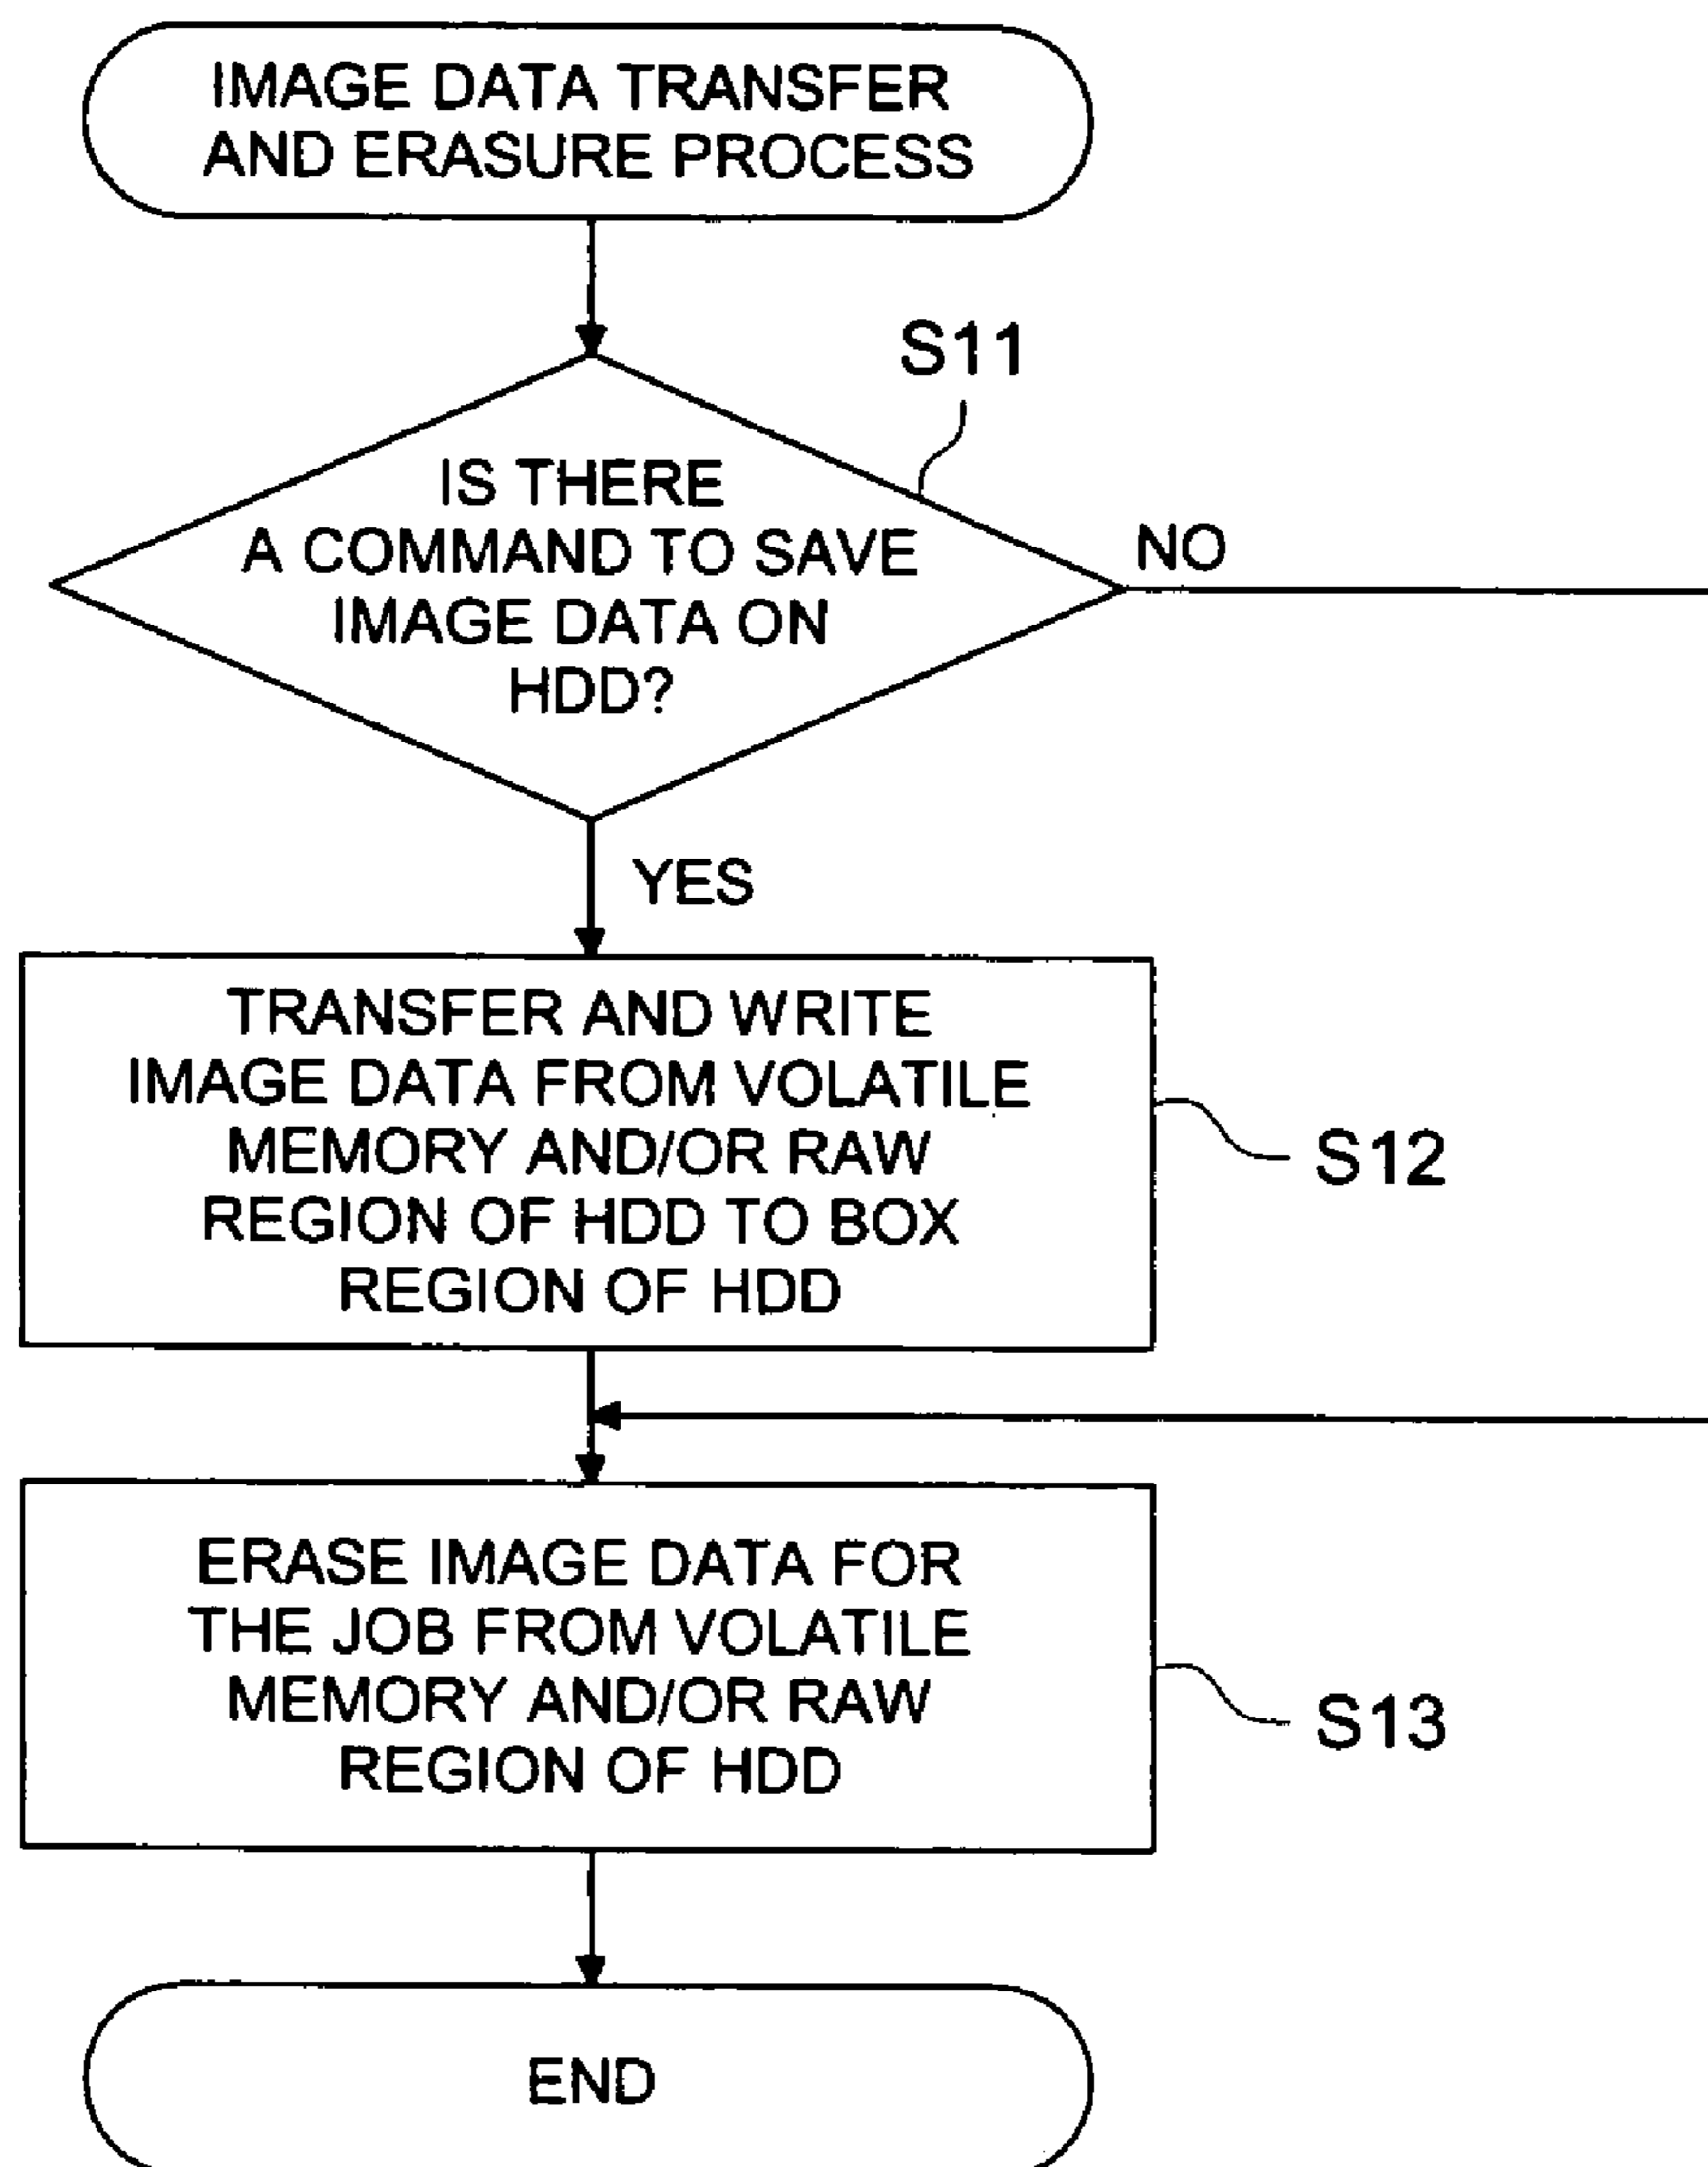 IMAGE DATA TRANSFER
AND ERASURE PROCESS
S11
IS THERE
A COMMAND TO SAVE
IMAGE DATA ON
HDD?
NO
YES
TRANSFER AND WRITE
IMAGE DATA FROM VOLATILE
MEMORY AND/OR RAW
REGION OF HDD TO BOX
REGION OF HDD
S12
ERASE IMAGE DATA FOR
THE JOB FROM VOLATILE
MEMORY AND/OR RAW
REGION OF HDD
S13
END